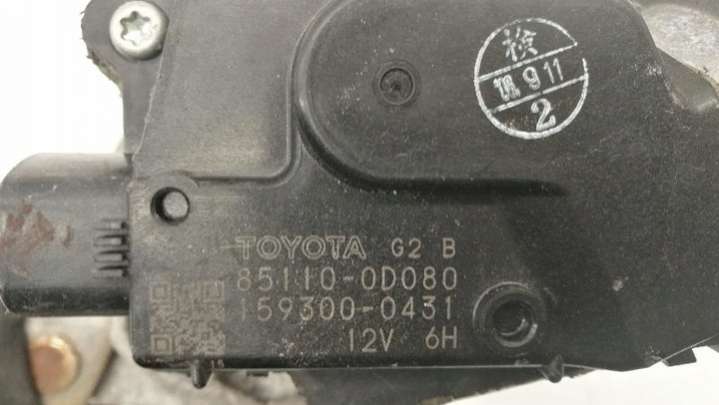 検
9 11
2
TOYOTA G2 B
85110-0D080
159300-0431
12V 6H